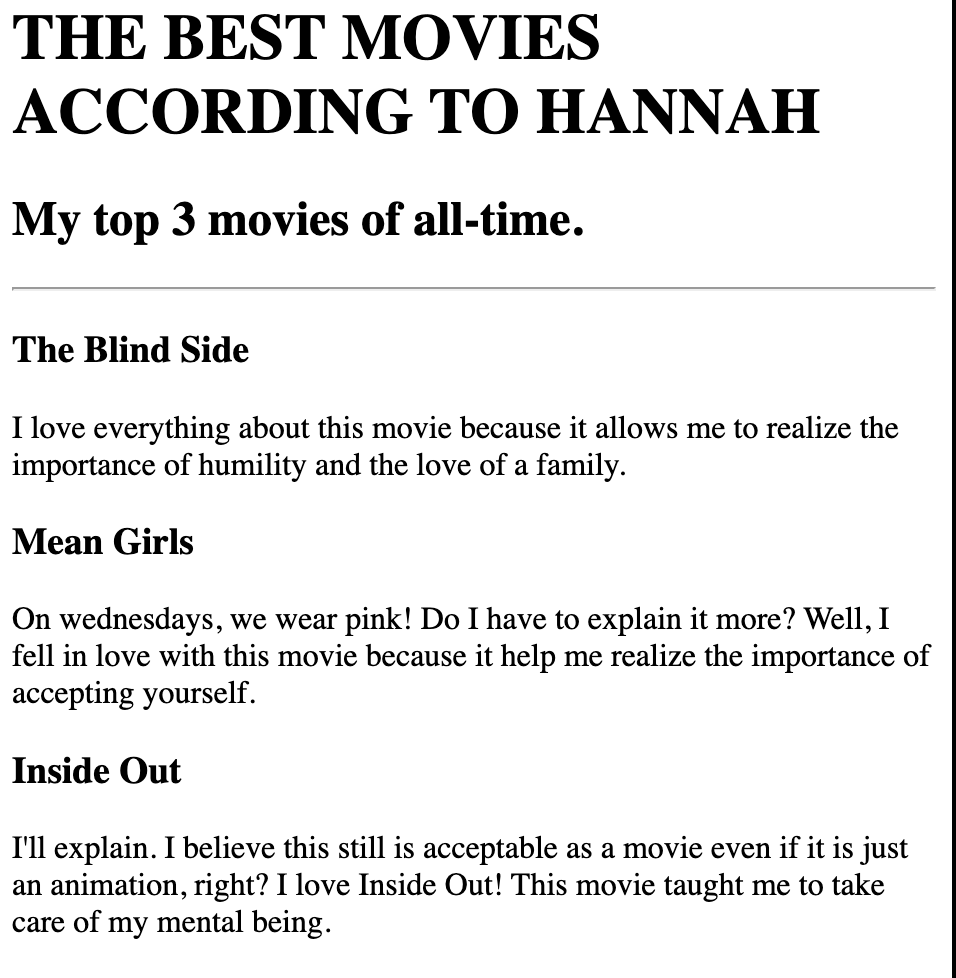 THE BEST MOVIES
ACCORDING TO HANNAH
My top 3 movies of all-time.
The Blind Side
I love everything about this movie because it allows me to realize the
importance of humility and the love of a family.
Mean Girls
On wednesdays, we wear pink! Do I have to explain it more? Well, I
fell in love with this movie because it help me realize the importance of
accepting yourself.
Inside Out
I'll explain. I believe this still is acceptable as a movie even if it is just
an animation, right? I love Inside Out! This movie taught me to take
care of my mental being.